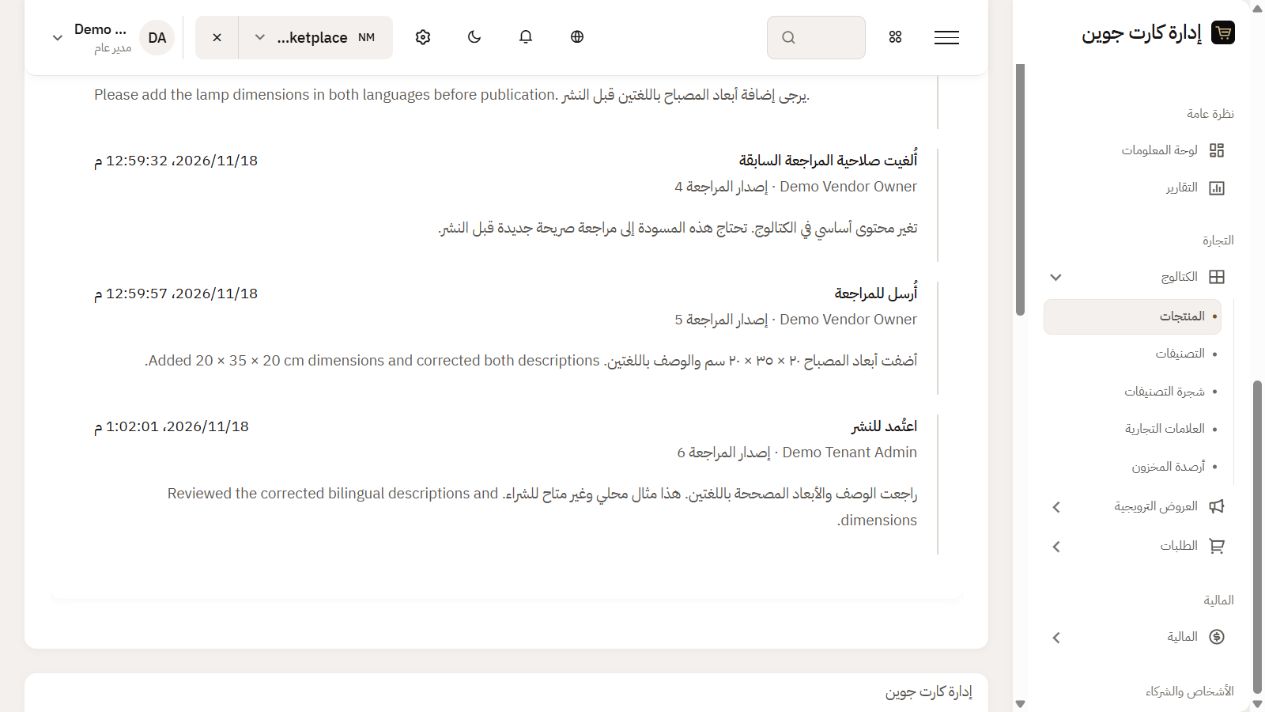 إدارة كارت جوين
نظرة عامة
لوحة المعلومات
التقارير
التجارة
الكتالوج
المنتجات
التصنيفات
شجرة التصنيفات
العلامات التجارية
أرصدة المخزون
العروض الترويجية
الطلبات
المالية
المالية
الأشخاص والشركاء
NM ...ketplace
Demo ...
مدير عام
DA
Please add the lamp dimensions in both languages before publication. يرجى إضافة أبعاد المصباح باللغتين قبل النشر.
أُلغيت صلاحية المراجعة السابقة
2026/11/18، 12:59:32 م
Demo Vendor Owner · إصدار المراجعة 4
تغير محتوى أساسي في الكتالوج. تحتاج هذه المسودة إلى مراجعة صريحة جديدة قبل النشر.
أُرسل للمراجعة
2026/11/18، 12:59:57 م
Demo Vendor Owner · إصدار المراجعة 5
أضفت أبعاد المصباح ٢٠ × ٣٥ × ٢٠ سم والوصف باللغتين. Added 20 × 35 × 20 cm dimensions and corrected both descriptions.
اعتُمد للنشر
2026/11/18، 1:02:01 م
Demo Tenant Admin · إصدار المراجعة 6
راجعت الوصف والأبعاد المصححة باللغتين. هذا مثال محلي وغير متاح للشراء. Reviewed the corrected bilingual descriptions and
dimensions.
إدارة كارت جوين